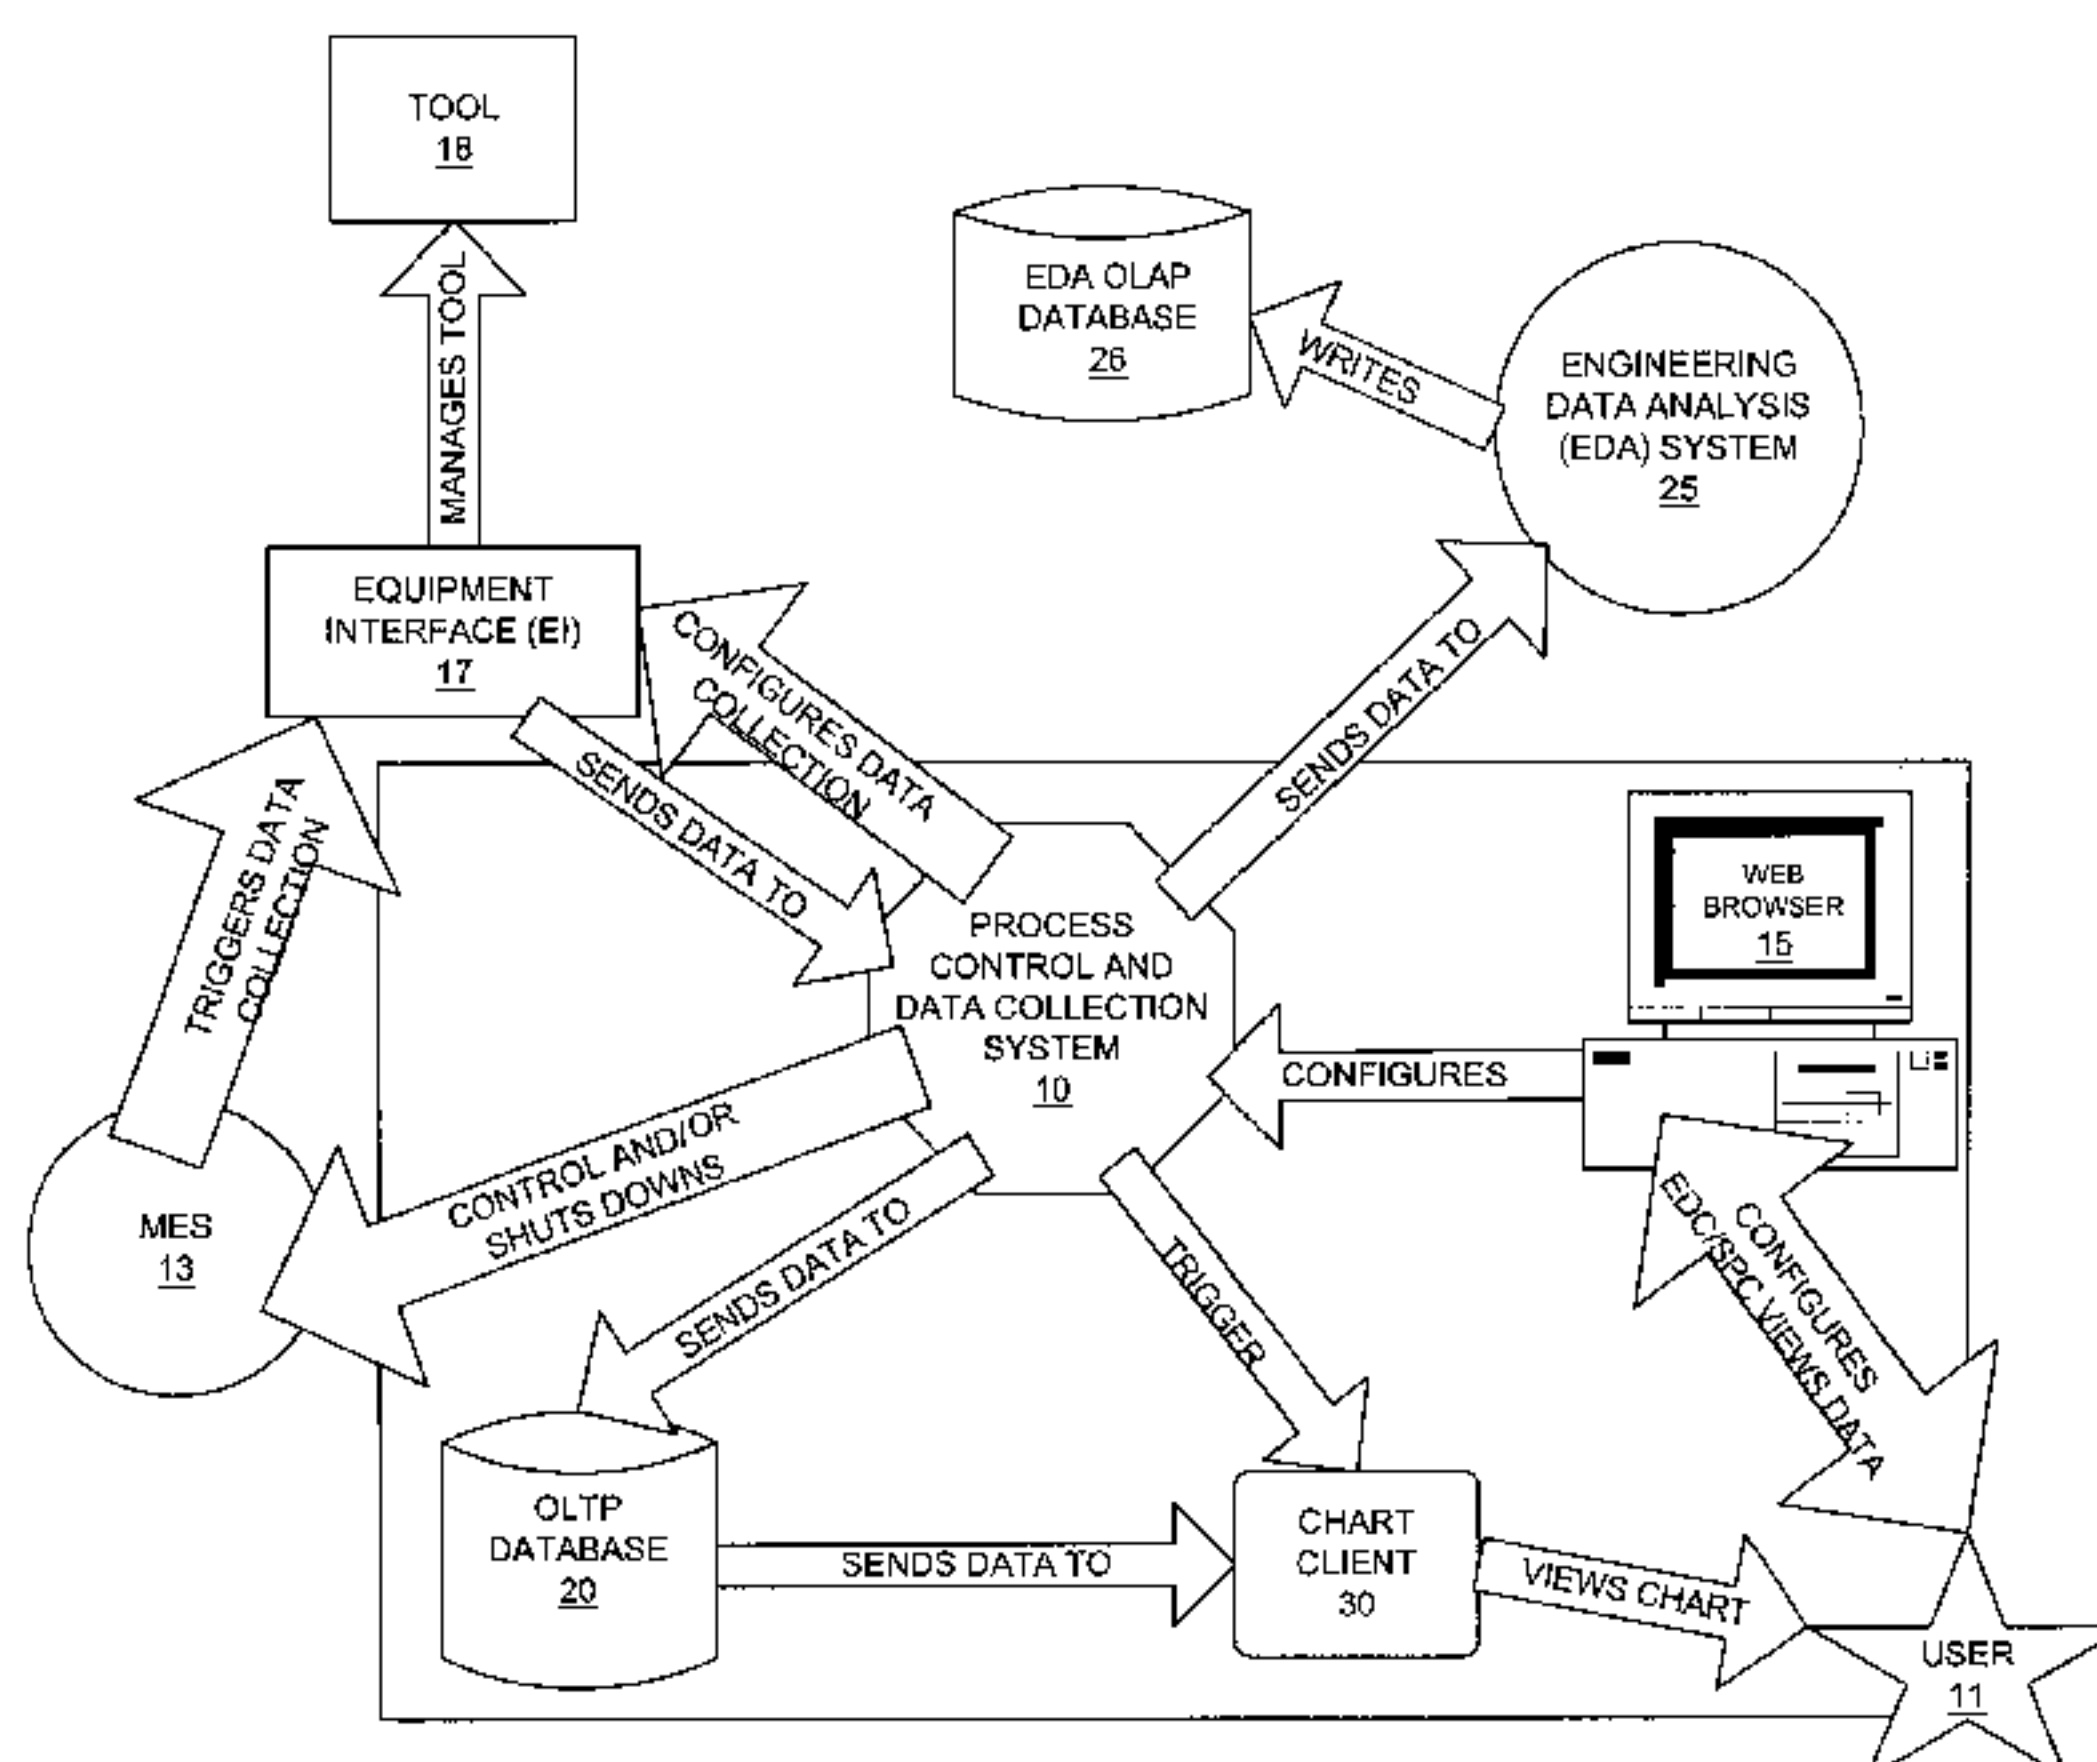 TOOL
18
MANAGES TOOL
EDA OLAP
DATABASE
26
WRITES
ENGINEERING
DATA ANALYSIS
(EDA) SYSTEM
25
EQUIPMENT
INTERFACE (EI)
17
CONFIGURES DATA
COLLECTION
SENDS DATA TO
SENDS DATA TO
TRIGGERS DATA
COLLECTION
WEB
BROWSER
15
PROCESS
CONTROL AND
DATA COLLECTION
SYSTEM
10
CONFIGURES
CONTROL AND/OR
SHUTS DOWNS
MES
13
SENDS DATA TO
TRIGGER
CONFIGURES
EDC/SPC VIEWS DATA
OLTP
DATABASE
20
SENDS DATA TO
CHART
CLIENT
30
VIEWS CHART
USER
11